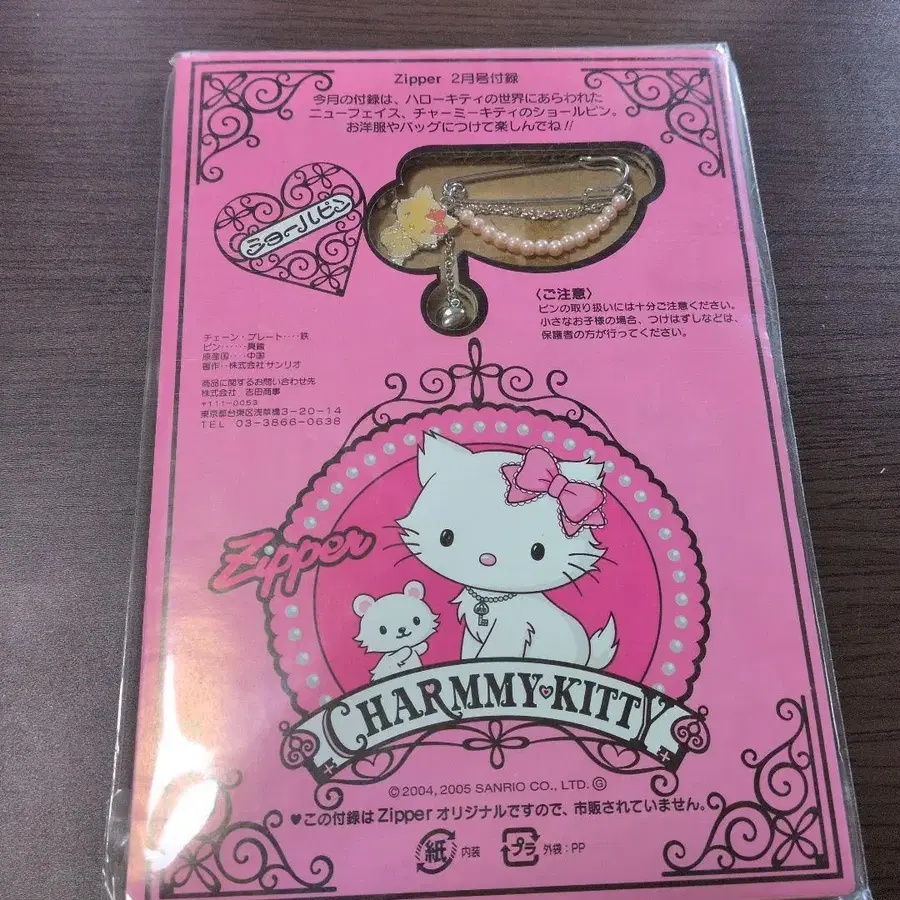 Zipper 2月号付録
今月の付録は、ハローキティの世界にあらわれた
ニューフェイス、チャーミーキティのショールピン。
お洋服やバッグにつけて楽しんでね!!
ショールピン
〈ご注意〉
ピンの取り扱いには十分ご注意ください。
小さなお子様の場合、つけはずしなどは、
保護者の方が行ってください。
チェーン・プレート‥‥鉄
ピン‥‥‥真鍮
原産国‥‥中国
著作‥株式会社サンリオ
商品に関するお問い合わせ先
株式会社 吉田商事
〒111-0053
東京都台東区浅草橋3-20-14
TEL 03-3866-0638
Zipper
CHARMMY KITTY
©2004, 2005 SANRIO CO., LTD. Ⓖ
♥この付録はZipperオリジナルですので、市販されていません。
紙 内装 プラ 外袋:PP